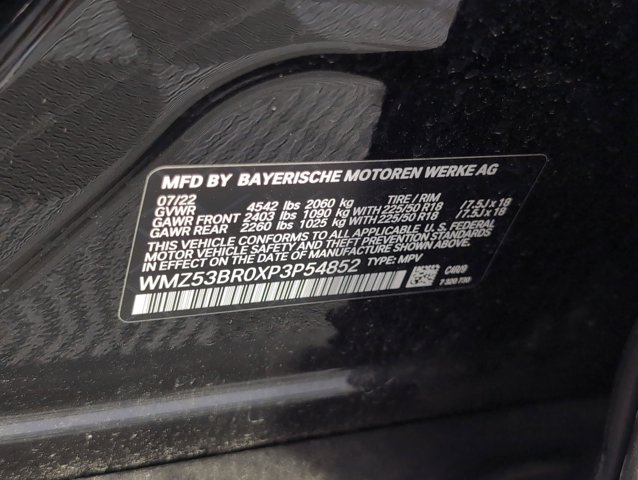 MFD BY BAYERISCHE MOTOREN WERKE AG
07/22 TIRE / RIM
GVWR 4542 lbs 2060 kg
GAWR FRONT 2403 lbs 1090 kg WITH 225/50 R18 /7.5J x 18
GAWR REAR 2260 lbs 1025 kg WITH 225/50 R18 /7.5J x 18
THIS VEHICLE CONFORMS TO ALL APPLICABLE U.S. FEDERAL
MOTOR VEHICLE SAFETY AND THEFT PREVENTION STANDARDS
IN EFFECT ON THE DATE OF MANUFACTURE SHOWN ABOVE.
WMZ53BR0XP3P54852 TYPE: MPV
7 320 730